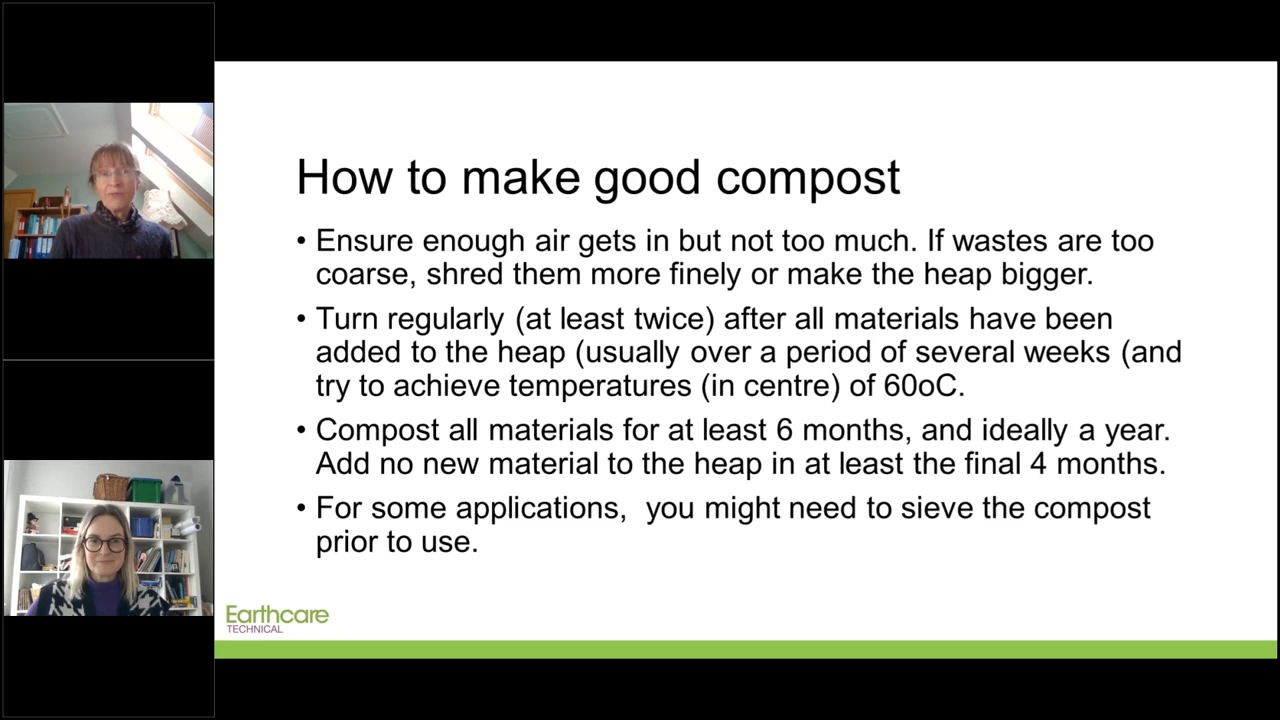 How to make good compost
• Ensure enough air gets in but not too much. If wastes are too
coarse, shred them more finely or make the heap bigger.
• Turn regularly (at least twice) after all materials have been
added to the heap (usually over a period of several weeks (and
try to achieve temperatures (in centre) of 60oC.
• Compost all materials for at least 6 months, and ideally a year.
Add no new material to the heap in at least the final 4 months.
• For some applications,  you might need to sieve the compost
prior to use.
Earthcare
TECHNICAL